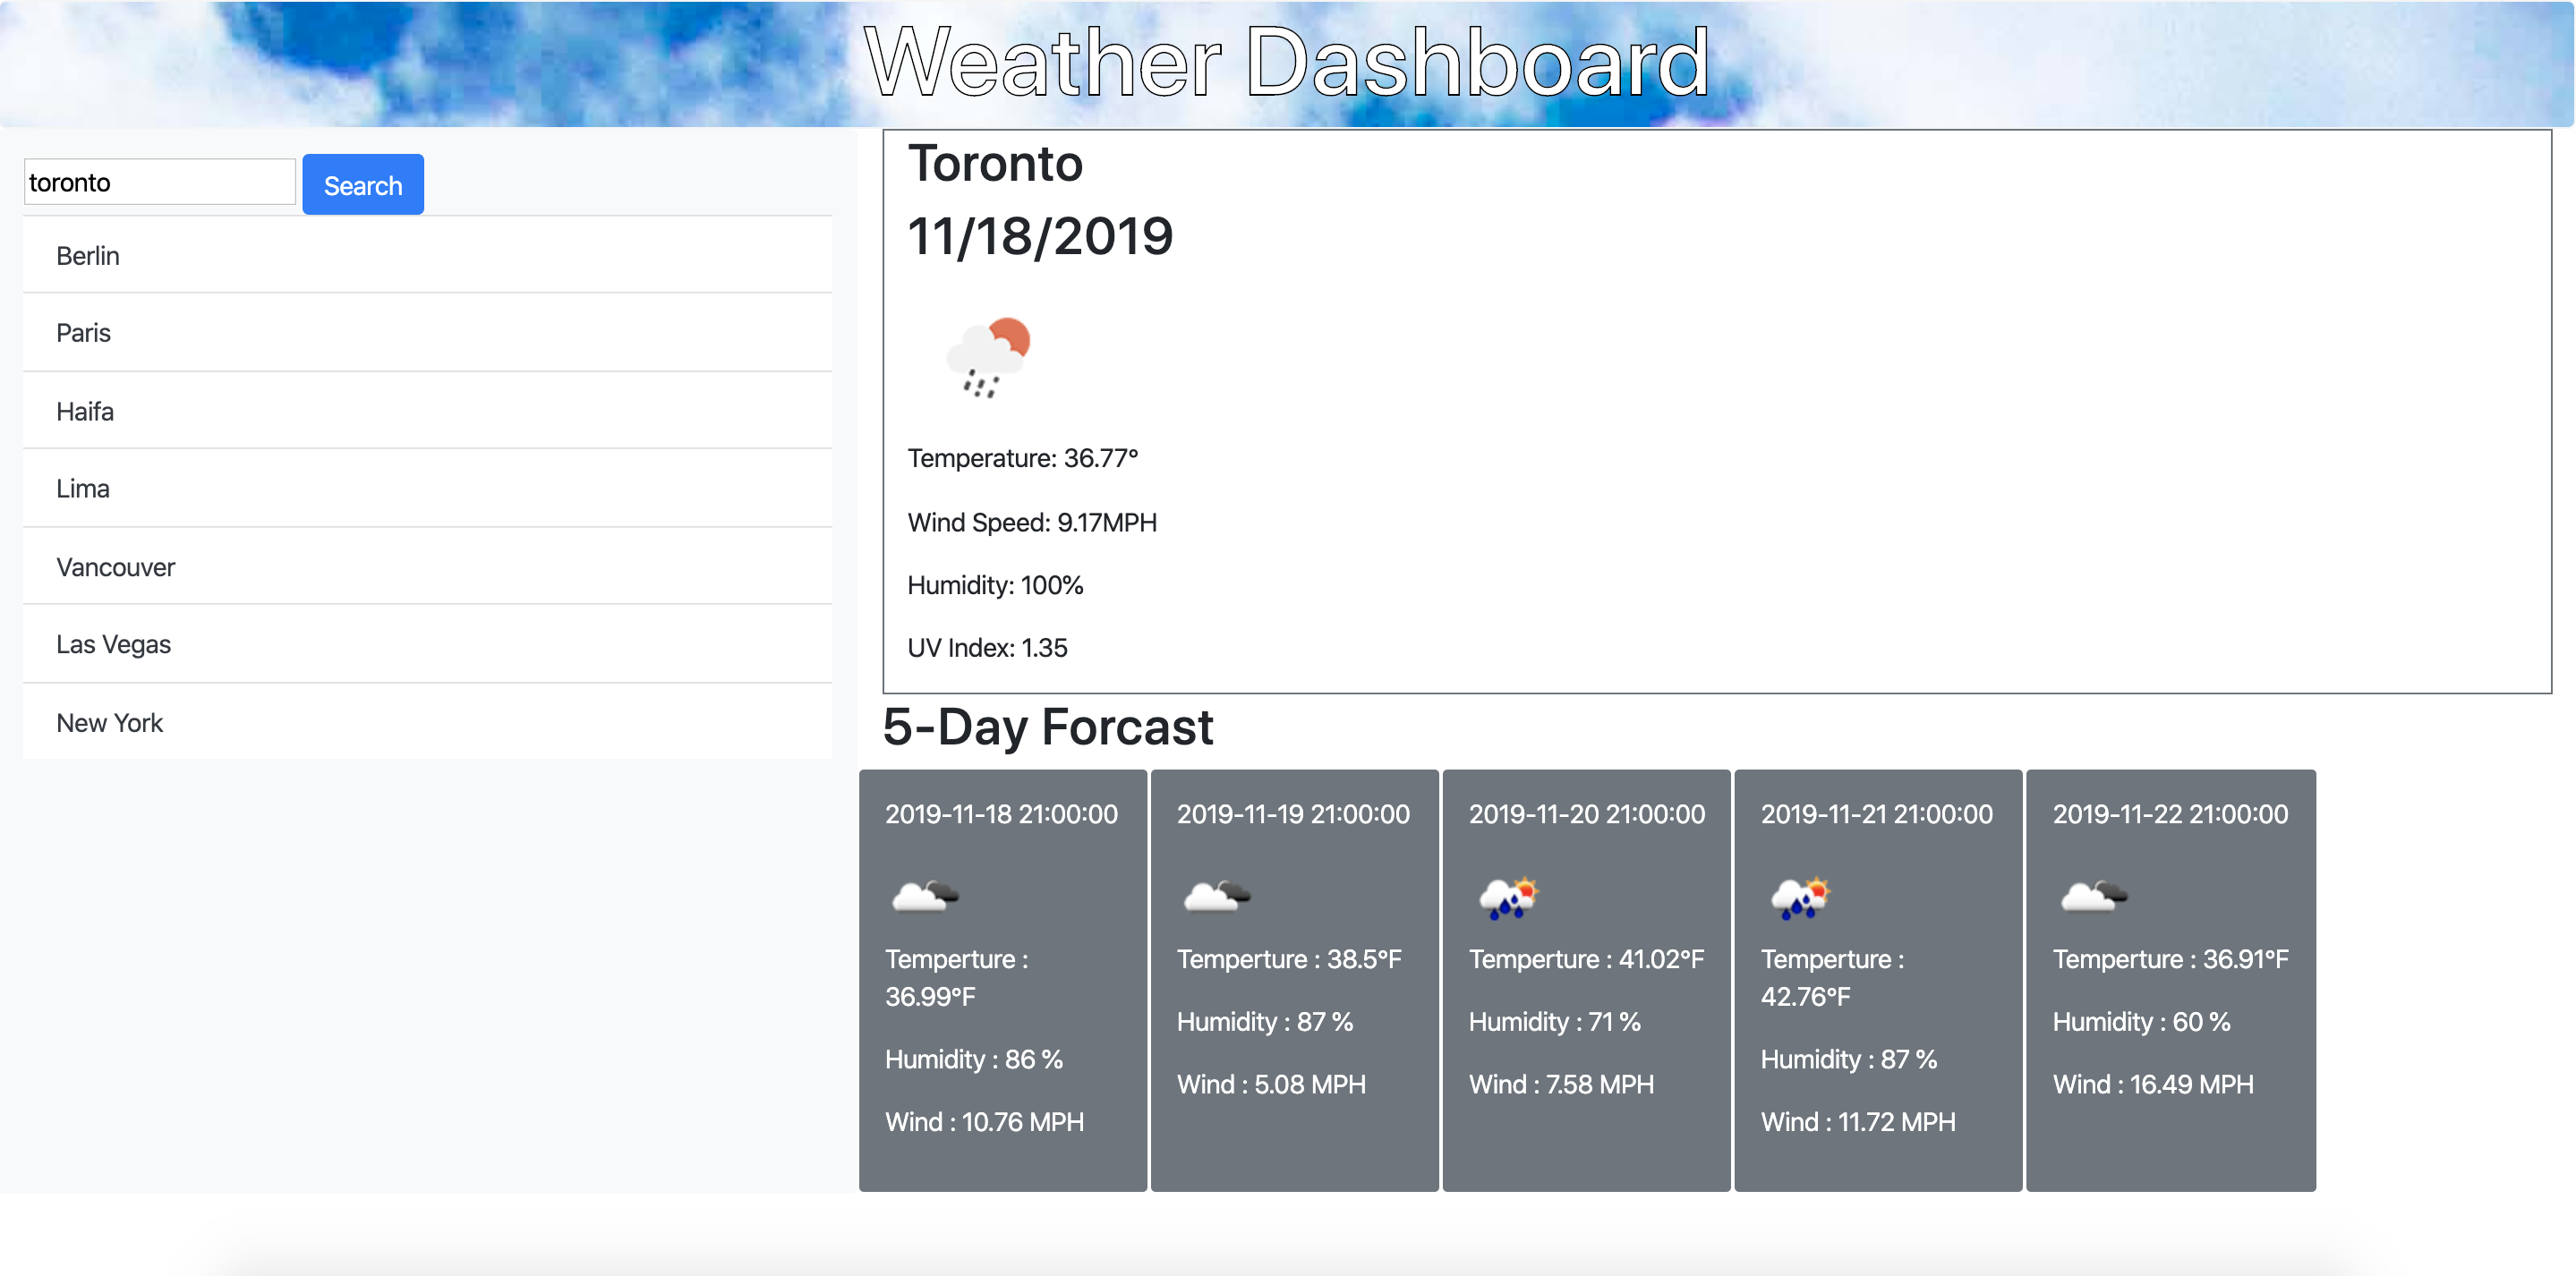 Weather Dashboard
toronto
Search
Berlin
Paris
Haifa
Lima
Vancouver
Las Vegas
New York
Toronto
11/18/2019
Temperature: 36.77°
Wind Speed: 9.17MPH
Humidity: 100%
UV Index: 1.35
5-Day Forcast
2019-11-18 21:00:00
Temperture :
36.99°F
Humidity : 86 %
Wind : 10.76 MPH
2019-11-19 21:00:00
Temperture : 38.5°F
Humidity : 87 %
Wind : 5.08 MPH
2019-11-20 21:00:00
Temperture : 41.02°F
Humidity : 71 %
Wind : 7.58 MPH
2019-11-21 21:00:00
Temperture :
42.76°F
Humidity : 87 %
Wind : 11.72 MPH
2019-11-22 21:00:00
Temperture : 36.91°F
Humidity : 60 %
Wind : 16.49 MPH